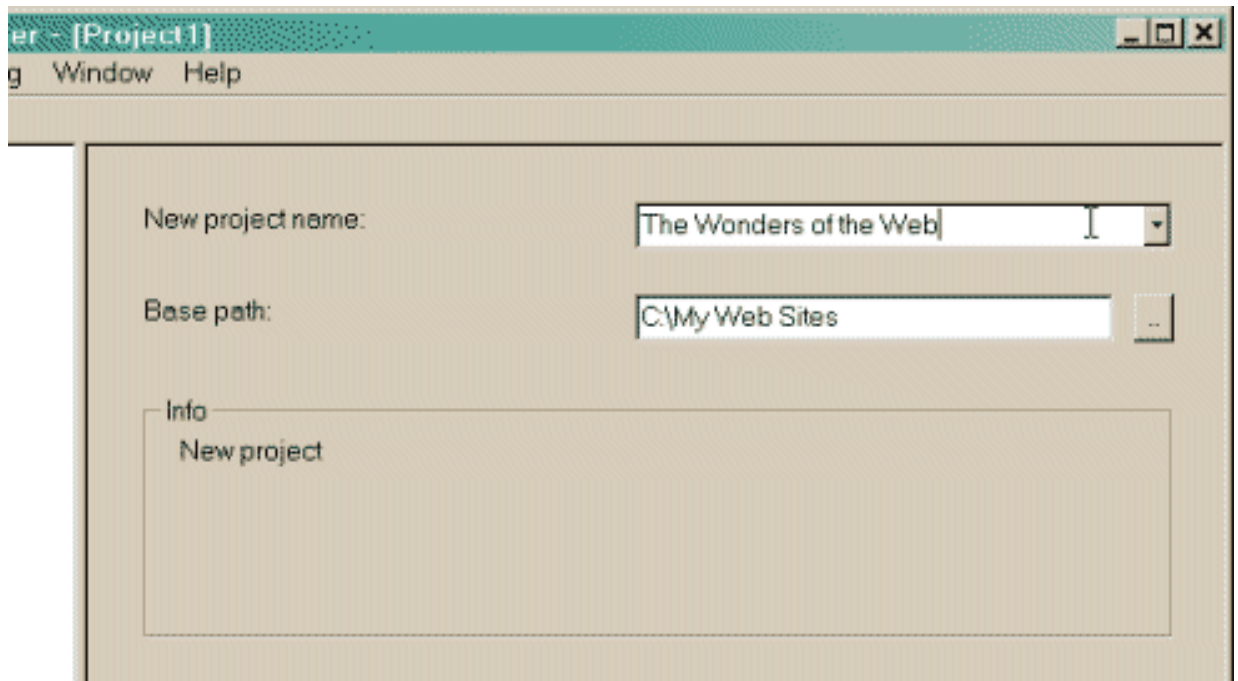 er - [Project1]
g Window Help
New project name: The Wonders of the Web
Base path: C:\My Web Sites ..
Info
New project